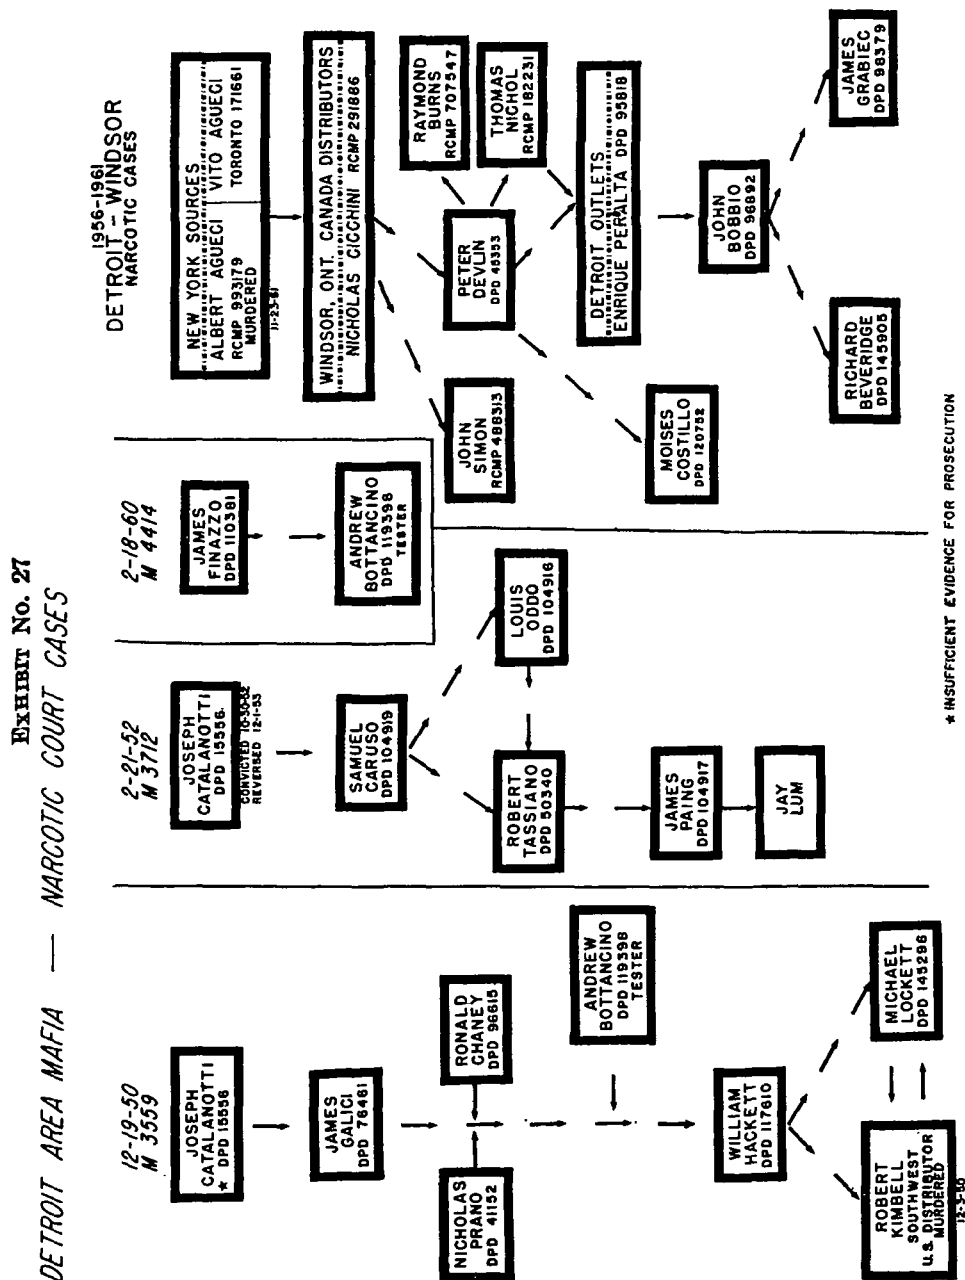 EXHIBIT No. 27
DETROIT AREA MAFIA — NARCOTIC COURT CASES
12-19-50
M 3559
JOSEPH
CATALANOTTI
* DPD 15556
JAMES
GALICI
DPD 76461
NICHOLAS
PRANO
DPD 41152
RONALD
CHANEY
DPD 96615
ANDREW
BOTTANCINO
DPD 119398
TESTER
WILLIAM
HACKETT
DPD 117610
ROBERT
KIMBELL
SOUTHWEST
U.S. DISTRIBUTOR
MURDERED
12-3-50
MICHAEL
LOCKETT
DPD 145296
2-21-52
M 3712
JOSEPH
CATALANOTTI
DPD 15556
CONVICTED 10-30-52
REVERSED 12-1-53
SAMUEL
CARUSO
DPD 104919
LOUIS
ODDO
DPD 104916
ROBERT
TASSIANO
DPD 50340
JAMES
PAING
DPD 104917
JAY
LUM
2-18-60
M 4414
JAMES
FINAZZO
DPD 110381
ANDREW
BOTTANCINO
DPD 119398
TESTER
1956-1961
DETROIT - WINDSOR
NARCOTIC CASES
NEW YORK SOURCES
ALBERT AGUECI
RCMP 993179
MURDERED
11-23-61
VITO AGUECI
TORONTO 171661
WINDSOR, ONT. CANADA DISTRIBUTORS
NICHOLAS CICCHINI RCMP 291886
JOHN
SIMON
RCMP 488313
PETER
DEVLIN
DPD 45353
RAYMOND
BURNS
RCMP 707547
THOMAS
NICHOL
RCMP 182231
MOISES
COSTILLO
DPD 120752
DETROIT OUTLETS
ENRIQUE PERALTA DPD 95818
JOHN
BOBBIO
DPD 96892
RICHARD
BEVERIDGE
DPD 145905
JAMES
GRABIEC
DPD 98379
* INSUFFICIENT EVIDENCE FOR PROSECUTION